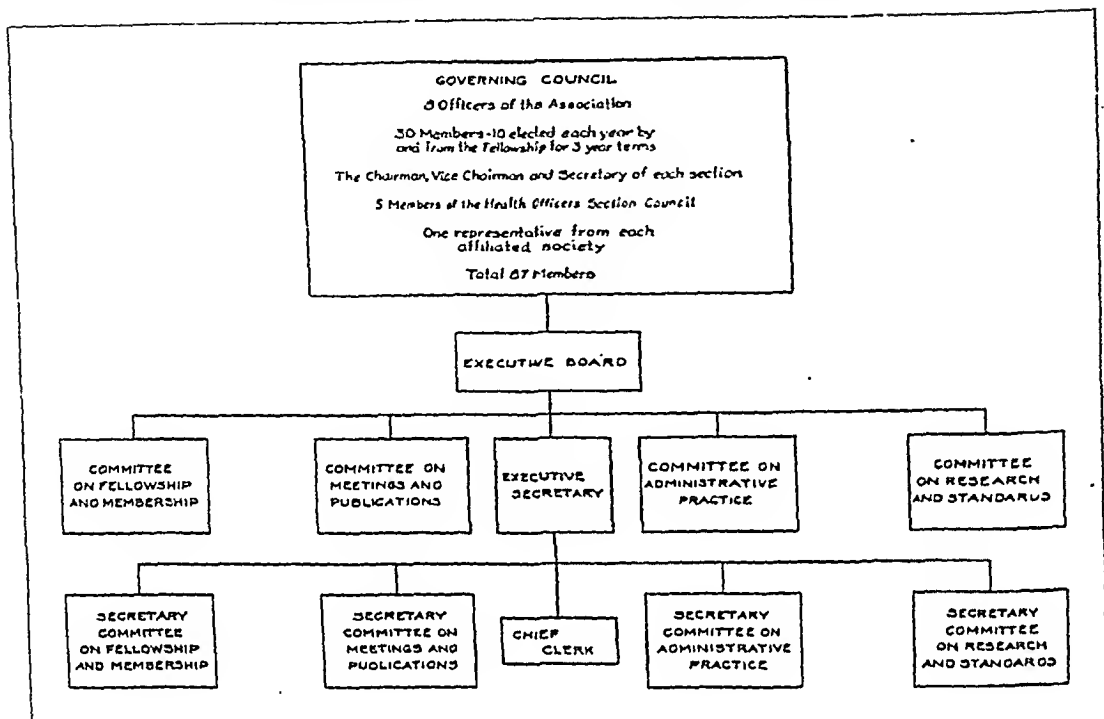 GOVERNING COUNCIL
Officers of the Association
30 Members-10 elected each year by
and from the Fellowship for 3 year terms
The Chairman, Vice Chairman and Secretary of each section
5 Members of the Health Officers Section Council
One representative from each
affiliated society
Total Members
EXECUTIVE BOARD
COMMITTEE
ON FELLOWSHIP
AND MEMBERSHIP
COMMITTEE ON
MEETINGS AND
PUBLICATIONS
EXECUTIVE
SECRETARY
COMMITTEE ON
ADMINISTRATIVE
PRACTICE
COMMITTEE
ON RESEARCH
AND STANDARDS
SECRETARY
COMMITTEE
ON FELLOWSHIP
AND MEMBERSHIP
SECRETARY
COMMITTEE ON
MEETINGS AND
PUBLICATIONS
CHIEF
CLERK
SECRETARY
COMMITTEE ON
ADMINISTRATIVE
PRACTICE
SECRETARY
COMMITTEE
ON RESEARCH
AND STANDARDS